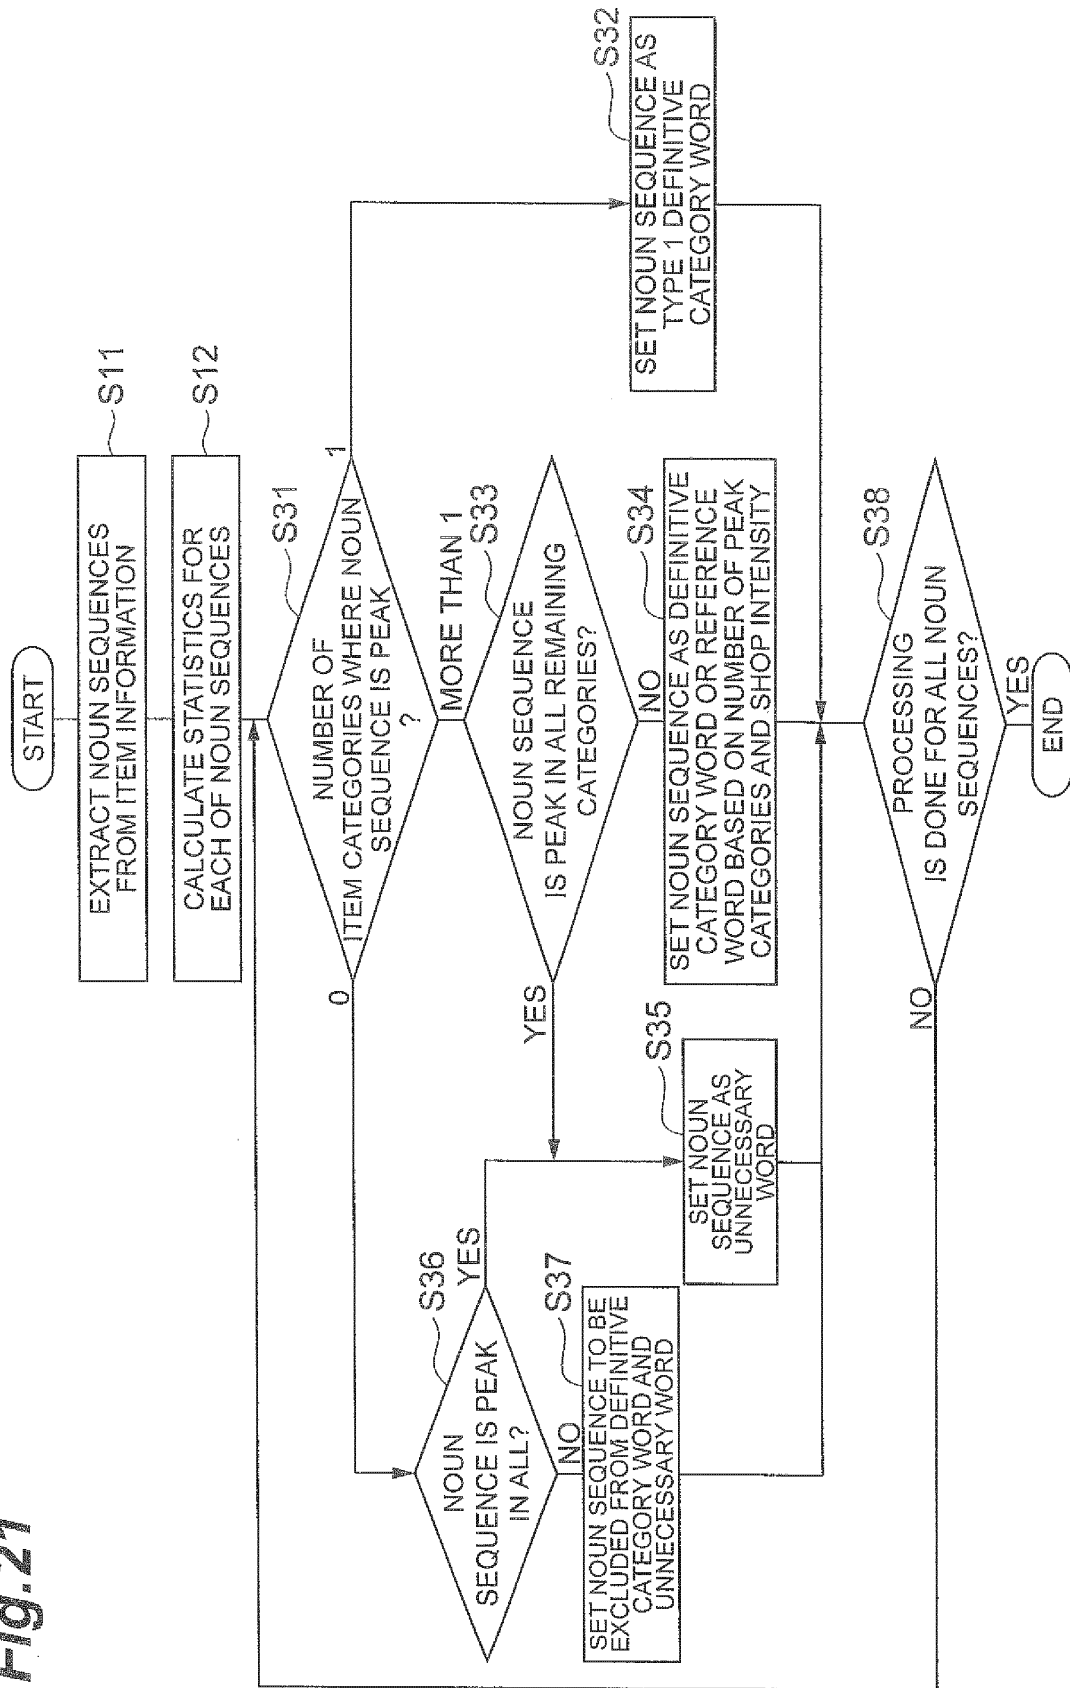 Fig.21
START
EXTRACT NOUN SEQUENCES
FROM ITEM INFORMATION
S11
CALCULATE STATISTICS FOR
EACH OF NOUN SEQUENCES
S12
NUMBER OF
ITEM CATEGORIES WHERE NOUN
SEQUENCE IS PEAK
?
S31
0
1
MORE THAN 1
SET NOUN SEQUENCE AS
TYPE 1 DEFINITIVE
CATEGORY WORD
S32
NOUN SEQUENCE
IS PEAK IN ALL REMAINING
CATEGORIES?
S33
YES
NO
NOUN
SEQUENCE IS PEAK
IN ALL?
S36
YES
NO
SET NOUN SEQUENCE TO BE
EXCLUDED FROM DEFINITIVE
CATEGORY WORD AND
UNNECESSARY WORD
S37
SET NOUN
SEQUENCE AS
UNNECESSARY
WORD
S35
SET NOUN SEQUENCE AS DEFINITIVE
CATEGORY WORD OR REFERENCE
WORD BASED ON NUMBER OF PEAK
CATEGORIES AND SHOP INTENSITY
S34
PROCESSING
IS DONE FOR ALL NOUN
SEQUENCES?
S38
NO
YES
END